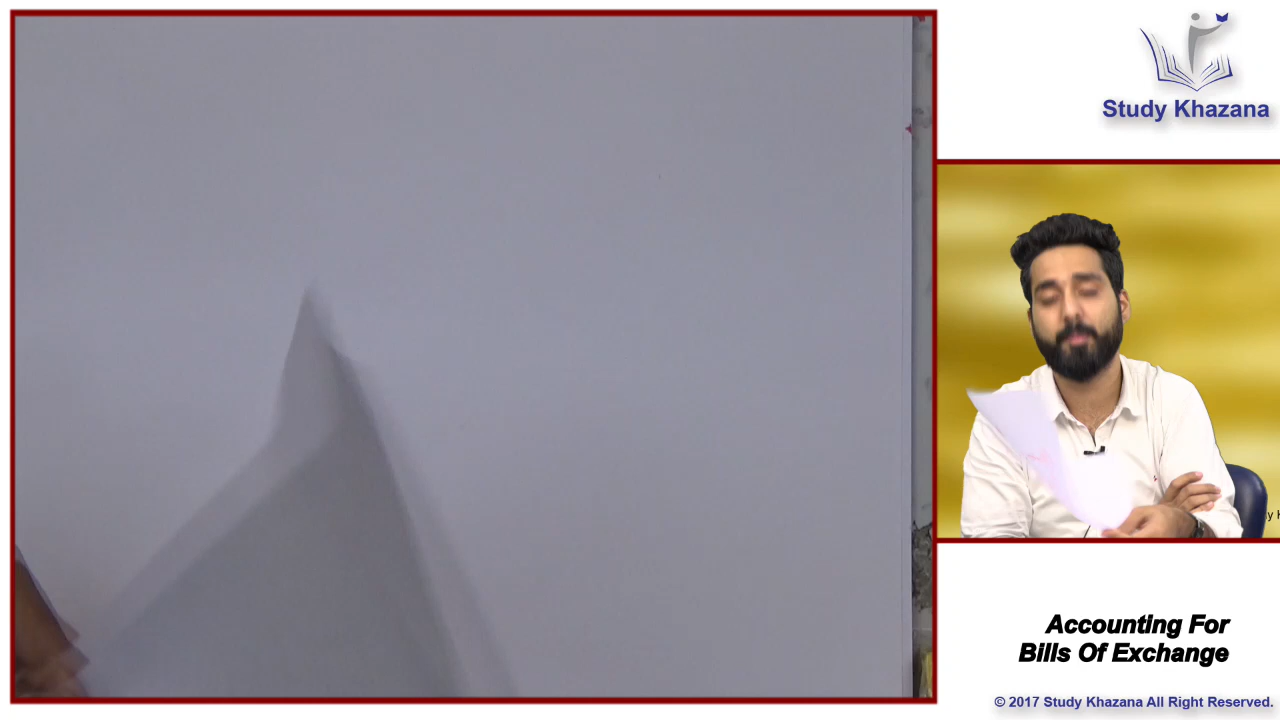 Study Khazana
y K
Accounting For
Bills Of Exchange
© 2017 Study Khazana All Right Reserved.